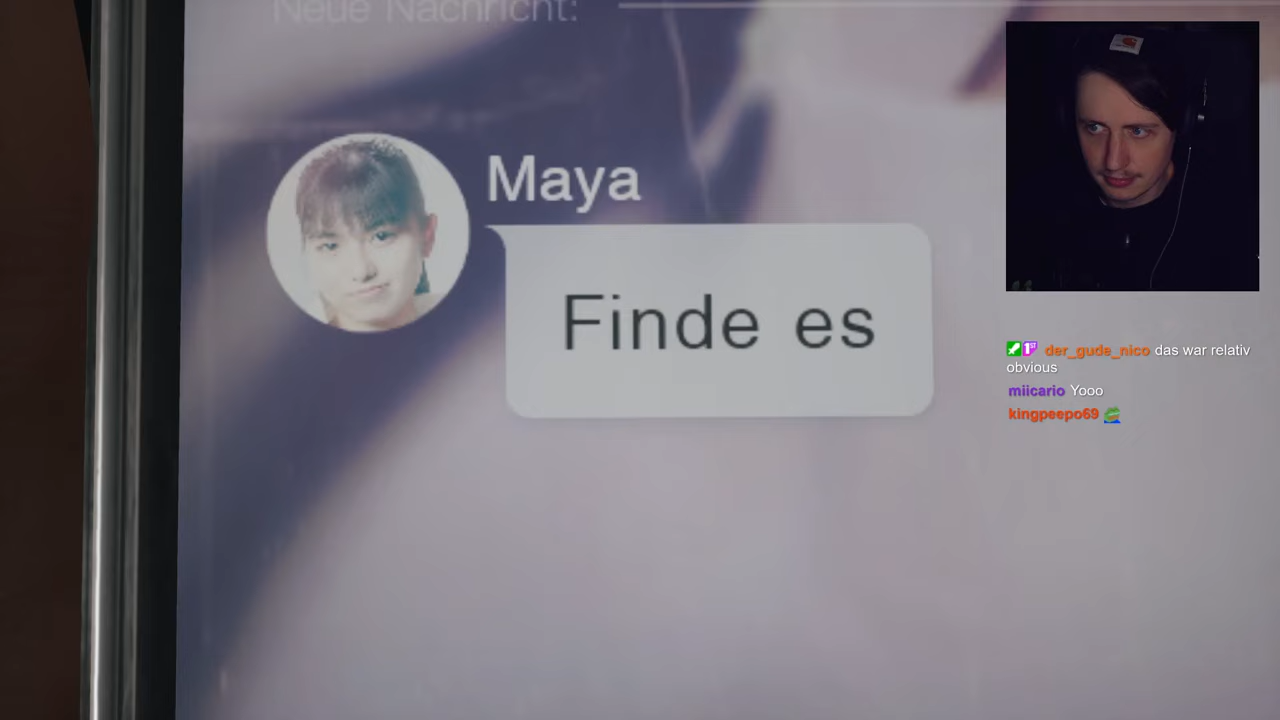 Neue Nachricht:
Maya
Finde es
der_gude_nico das war relativ
obvious
miicario Yooo
kingpeepo69